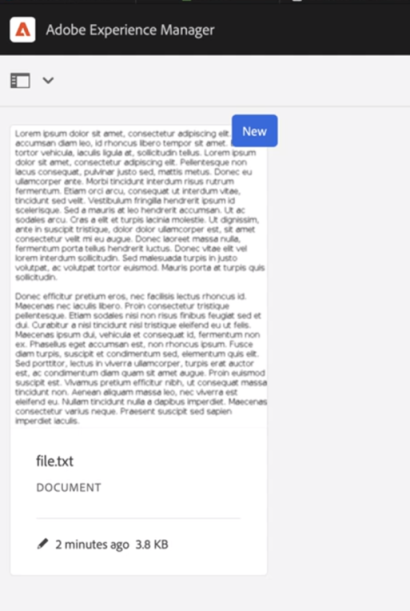 Adobe Experience Manager
New
Lorem ipsum dolor sit amet, consectetur adipiscing elit.
accumsan diam leo, id rhoncus libero tempor sit amet.
tortor vehicula, iaculis ligula at, sollicitudin tellus. Lorem ipsum
dolor sit amet, consectetur adipiscing elit. Pellentesque non
lacus consequat, pulvinar justo sed, mattis metus. Donec eu
ullamcorper ante. Morbi tincidunt interdum risus rutrum
fermentum. Etiam orci arcu, consequat ut interdum vitae,
tincidunt sed velit. Vestibulum fringilla hendrerit ipsum id
scelerisque. Sed a mauris at leo hendrerit accumsan. Ut ac
sodales arcu. Cras a elit et turpis lacinia molestie. Ut dignissim,
ante in suscipit tristique, dolor dolor ullamcorper est, sit amet
consectetur velit mi eu augue. Donec laoreet massa nulla,
fermentum porta tellus hendrerit luctus. Donec vitae elit vel
lorem interdum sollicitudin. Sed malesuada turpis in justo
volutpat, ac volutpat tortor euismod. Mauris porta at turpis quis
sollicitudin.
Donec efficitur pretium eros, nec facilisis lectus rhoncus id.
Maecenas nec iaculis libero. Proin consectetur tristique
pellentesque. Etiam sodales nisl non risus finibus feugiat sed et
dui. Curabitur a nisl tincidunt nisl tristique eleifend eu ut felis.
Maecenas ipsum dui, vehicula et consequat id, fermentum non
ex. Phasellus eget accumsan est, non rhoncus ipsum. Fusce
diam turpis, suscipit et condimentum sed, elementum quis elit.
Sed porttitor, lectus in viverra ullamcorper, turpis erat auctor
est, ac condimentum diam quam sit amet augue. Proin euismod
suscipit est. Vivamus pretium efficitur nibh, ut consequat massa
tincidunt non. Aenean aliquam massa leo, nec viverra est
eleifend eu. Nullam tincidunt nulla a dapibus imperdiet. Maecenas
consectetur varius neque. Praesent suscipit sed sapien
imperdiet iaculis.
file.txt
DOCUMENT
2 minutes ago 3.8 KB